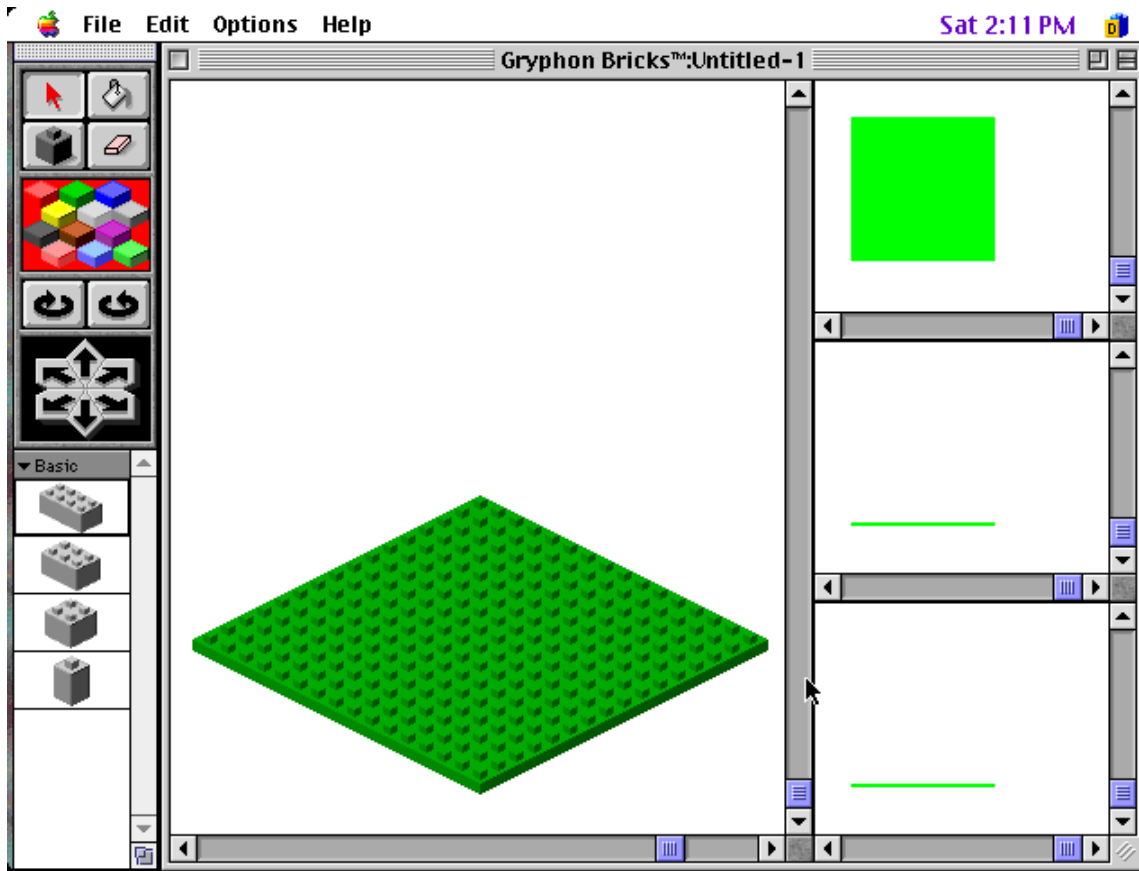 File Edit Options Help
Sat 2:11 PM
D
Gryphon Bricks™:Untitled-1
Basic